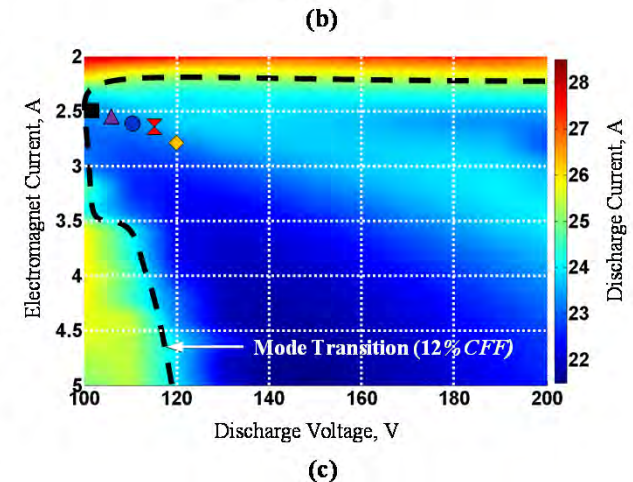 (b)
Electromagnet Current, A
2
2.5
3
3.5
4
4.5
5
Mode Transition (12% CFF)
100 120 140 160 180 200
Discharge Voltage, V
28
27
26
25
24
23
22
Discharge Current, A
(c)